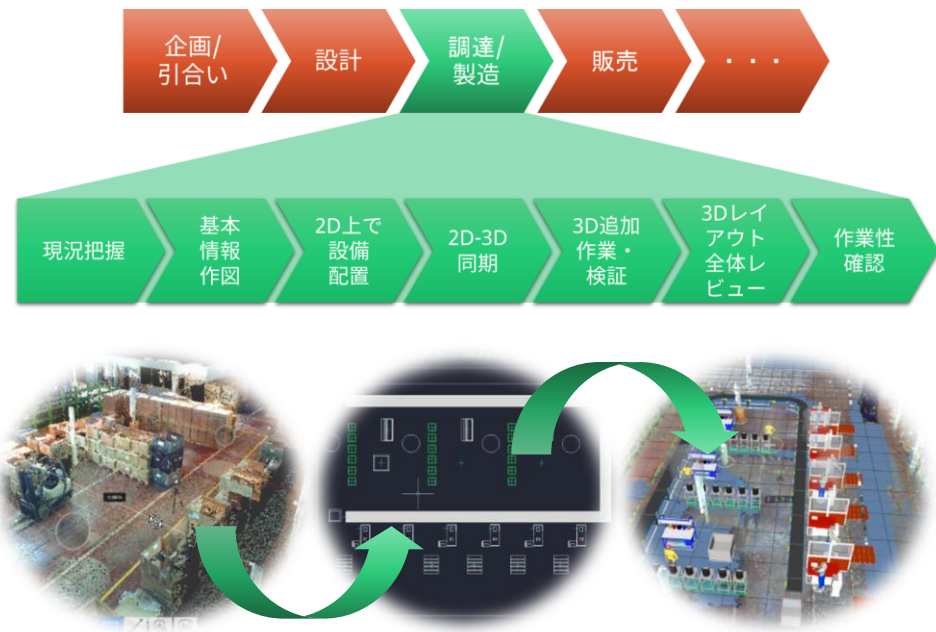 企画/
引合い
設計
調達/
製造
販売
・・・
現況把握
基本
情報
作図
2D上で
設備
配置
2D-3D
同期
3D追加
作業・
検証
3Dレイ
アウト
全体レ
ビュー
作業性
確認